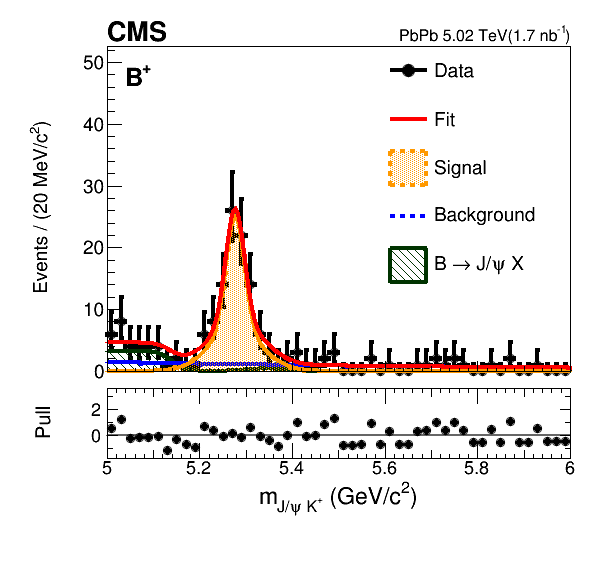 CMS
PbPb 5.02 TeV(1.7 nb⁻¹)
B⁺
Data
Fit
Signal
Background
B → J/ψ X
Events / (20 MeV/c²)
50
40
30
20
10
0
Pull
2
0
5 5.2 5.4 5.6 5.8 6
m_{J/ψ K⁺} (GeV/c²)